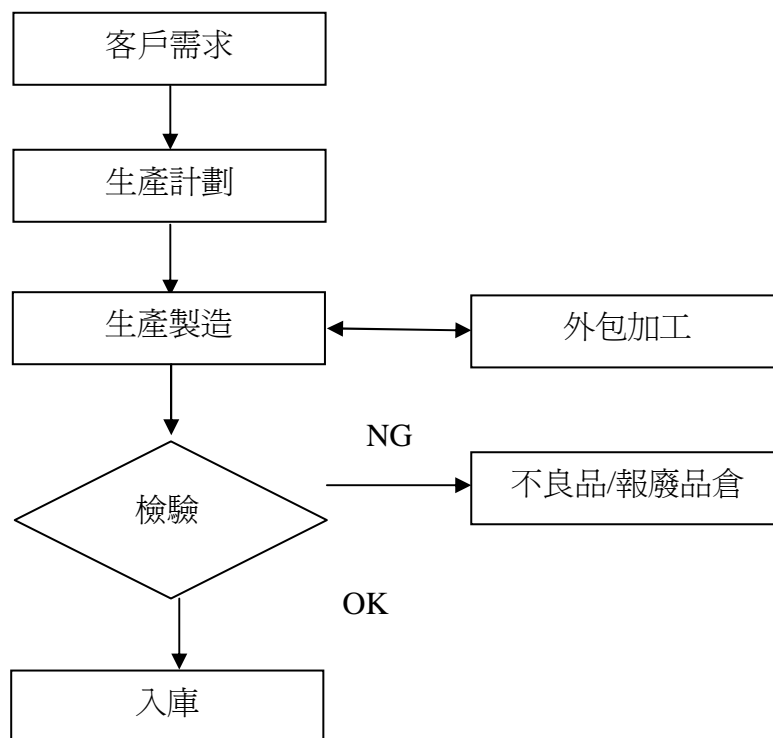 客戶需求
生產計劃
生產製造
外包加工
NG
不良品/報廢品倉
檢驗
OK
入庫